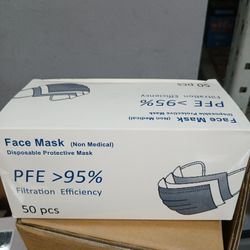 50 pcs
Filtration Efficiency
PFE >95%
Disposable Protective Mask
Face Mask (Non Medical)
Face Mask (Non Medical)
Disposable Protective Mask
PFE >95%
Filtration Efficiency
50 pcs